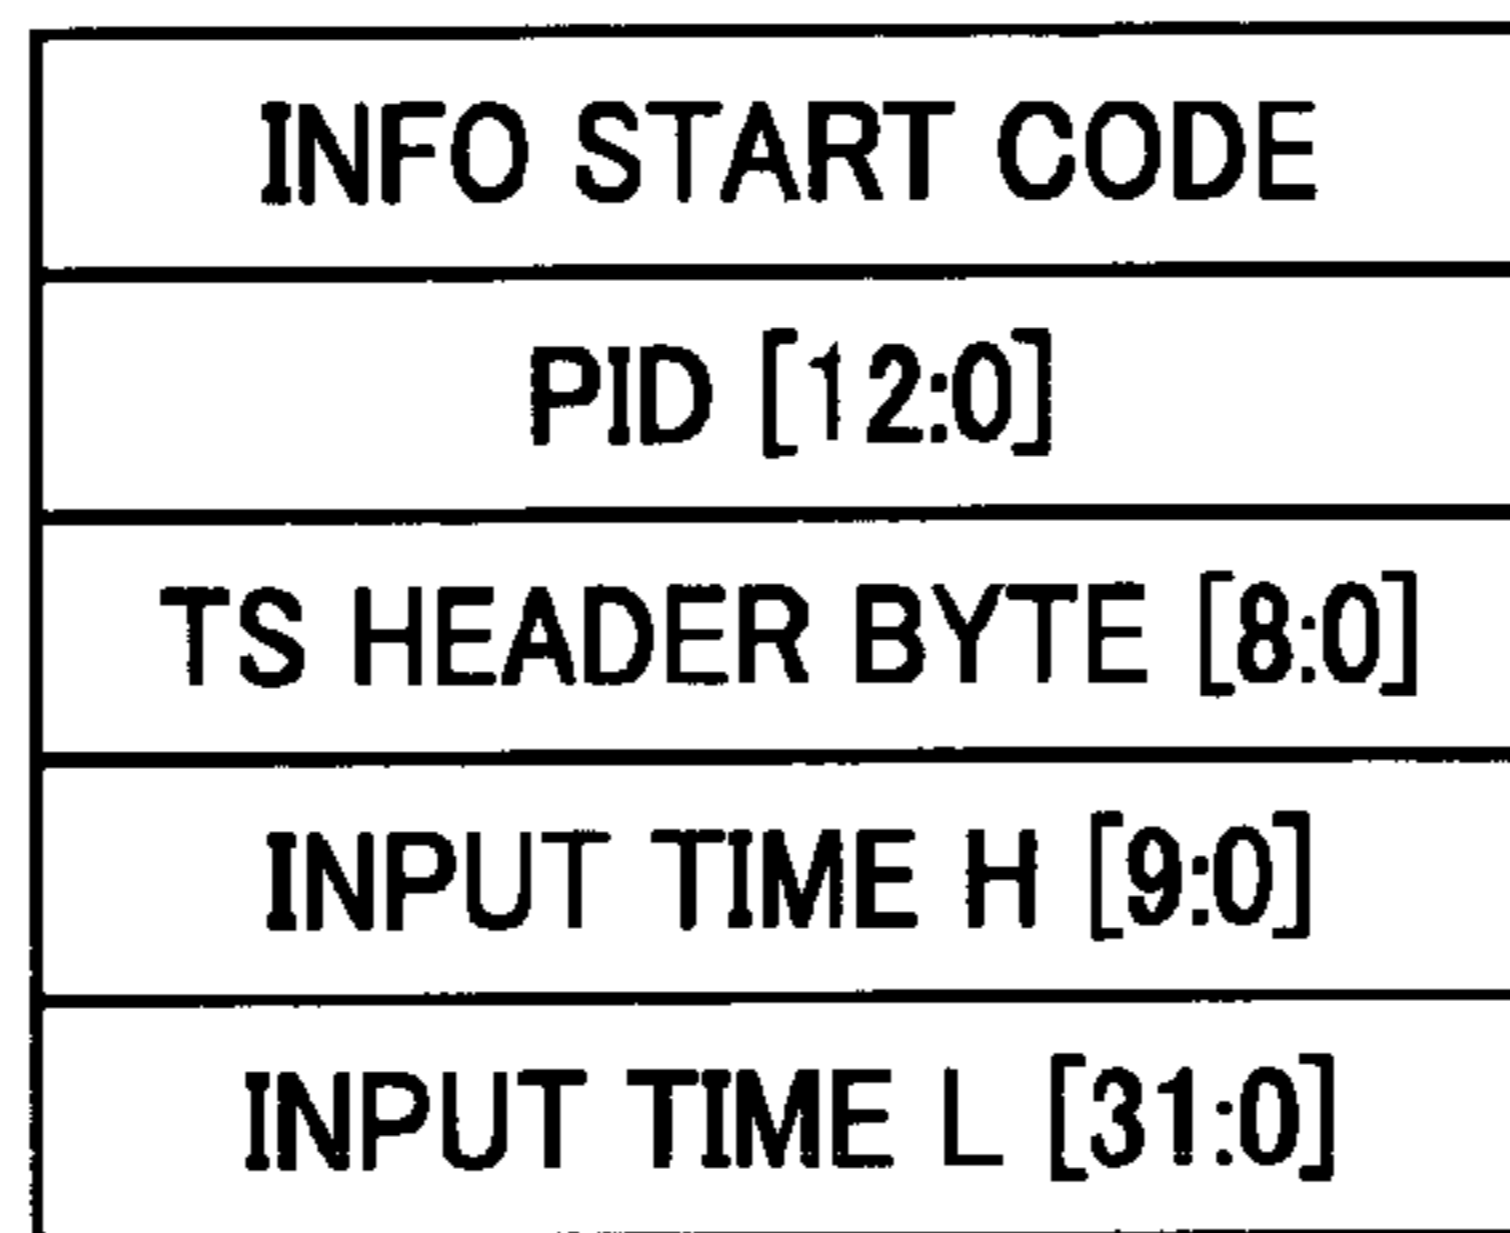 INFO START CODE
PID [12:0]
TS HEADER BYTE [8:0]
INPUT TIME H [9:0]
INPUT TIME L [31:0]